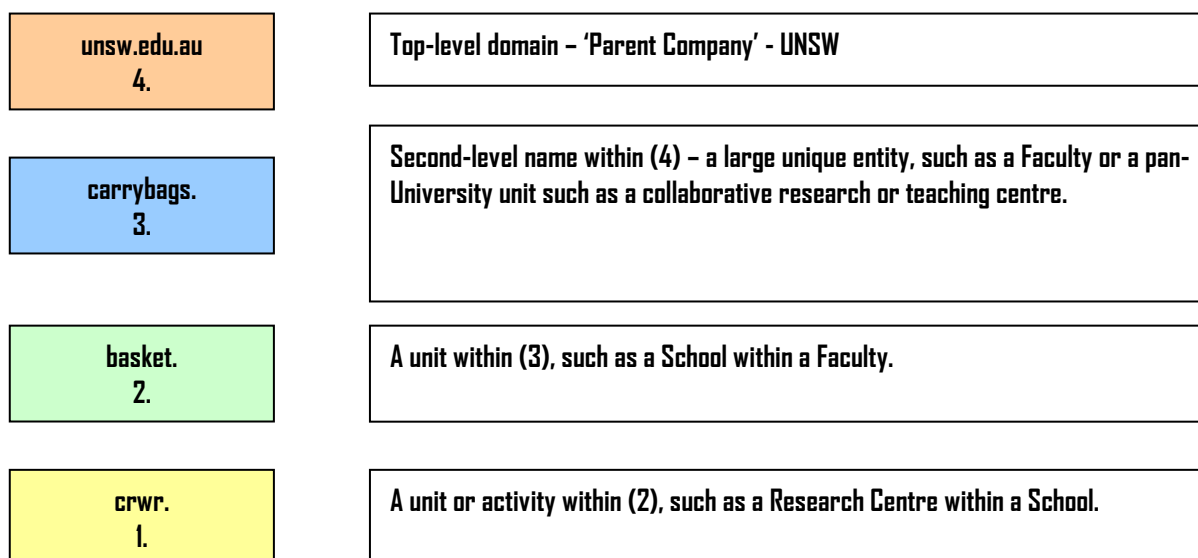 unsw.edu.au
4.
Top-level domain – ‘Parent Company’ - UNSW
carrybags.
3.
Second-level name within (4) – a large unique entity, such as a Faculty or a pan-
University unit such as a collaborative research or teaching centre.
basket.
2.
A unit within (3), such as a School within a Faculty.
crwr.
1.
A unit or activity within (2), such as a Research Centre within a School.